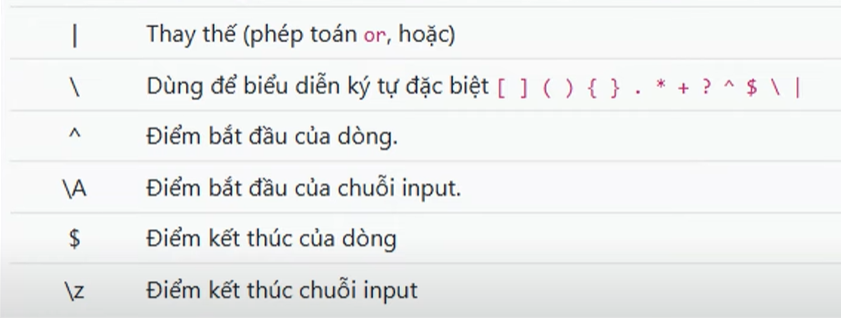 | Thay thế (phép toán or, hoặc)
\ Dùng để biểu diễn ký tự đặc biệt [ ] ( ) { } . * + ? ^ $ \ |
^ Điểm bắt đầu của dòng.
\A Điểm bắt đầu của chuỗi input.
$ Điểm kết thúc của dòng
\z Điểm kết thúc chuỗi input